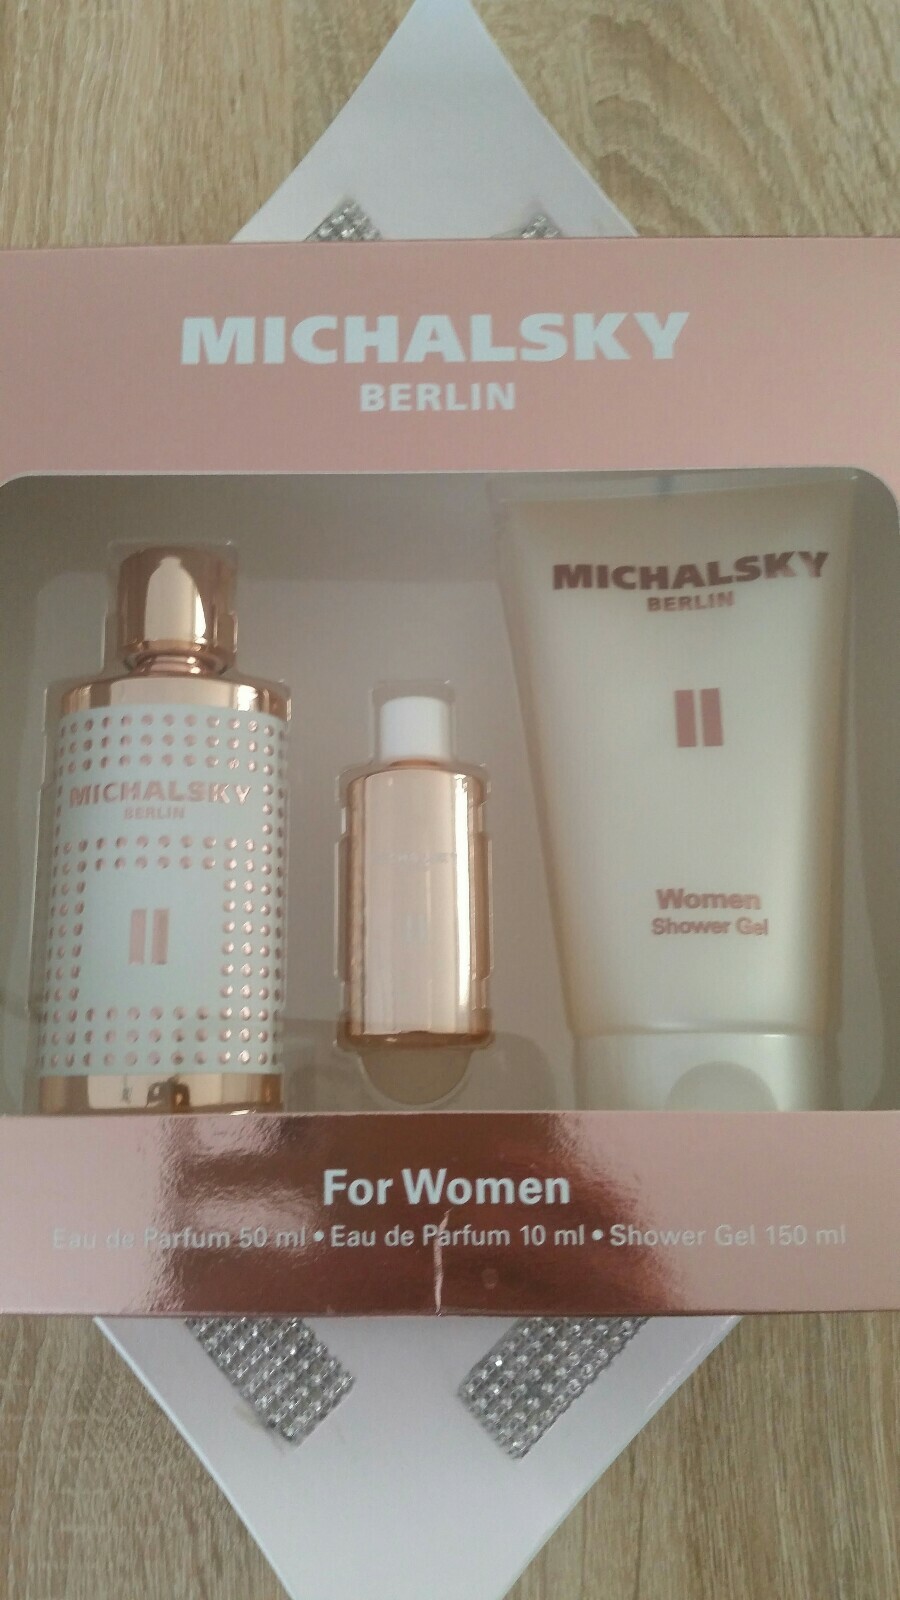 MICHALSKY
BERLIN
MICHALSKY
BERLIN
II
MICHALSKY
MICHALSKY
BERLIN
II
Women
Shower Gel
For Women
Eau de Parfum 50 ml • Eau de Parfum 10 ml • Shower Gel 150 ml